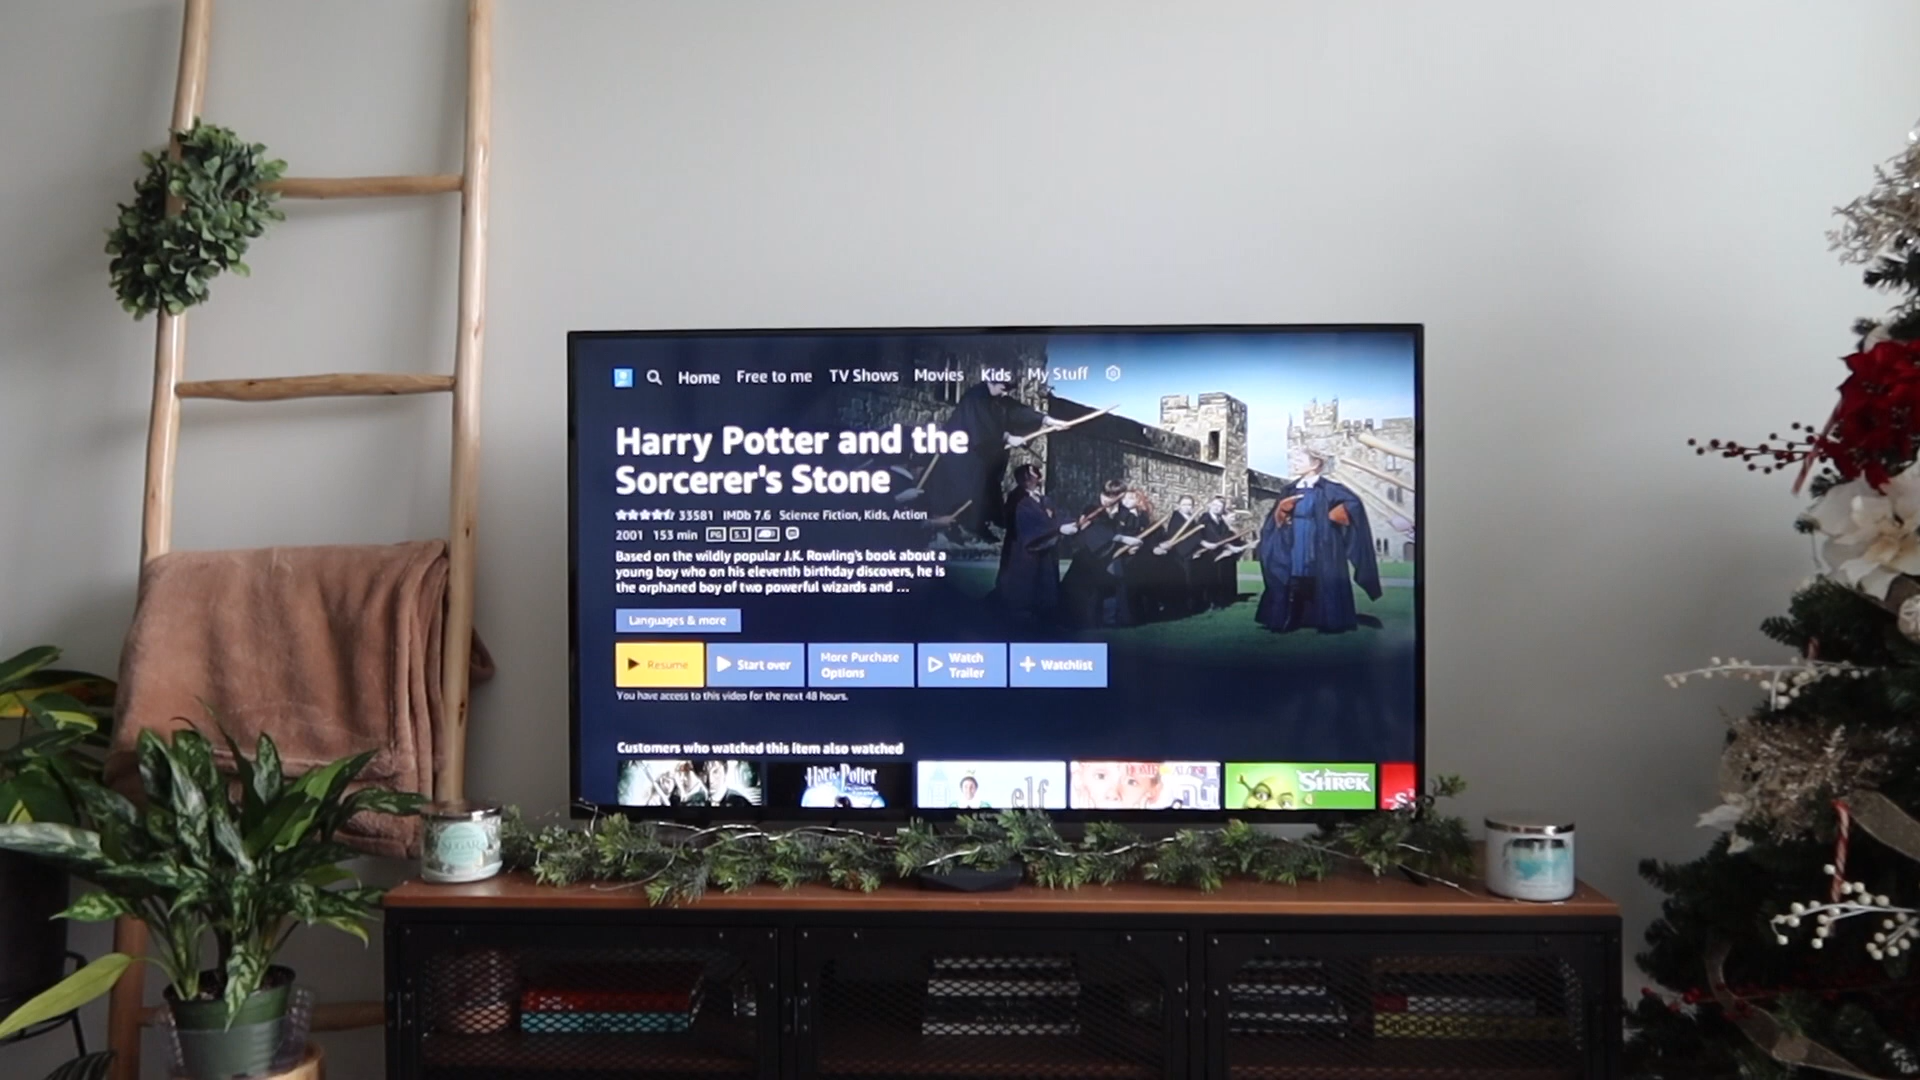 Home Free to me TV Shows Movies Kids My Stuff
Harry Potter and the
Sorcerer's Stone
33581 IMDb 7.6 Science Fiction, Kids, Action
2001 153 min PG 5.1
Based on the wildly popular J.K. Rowling's book about a
young boy who on his eleventh birthday discovers, he is
the orphaned boy of two powerful wizards and ...
Languages & more
Resume
Start over
More Purchase
Options
Watch
Trailer
Watchlist
You have access to this video for the next 48 hours.
Customers who watched this item also watched
Harry Potter
elf
SHREK
SUGAR